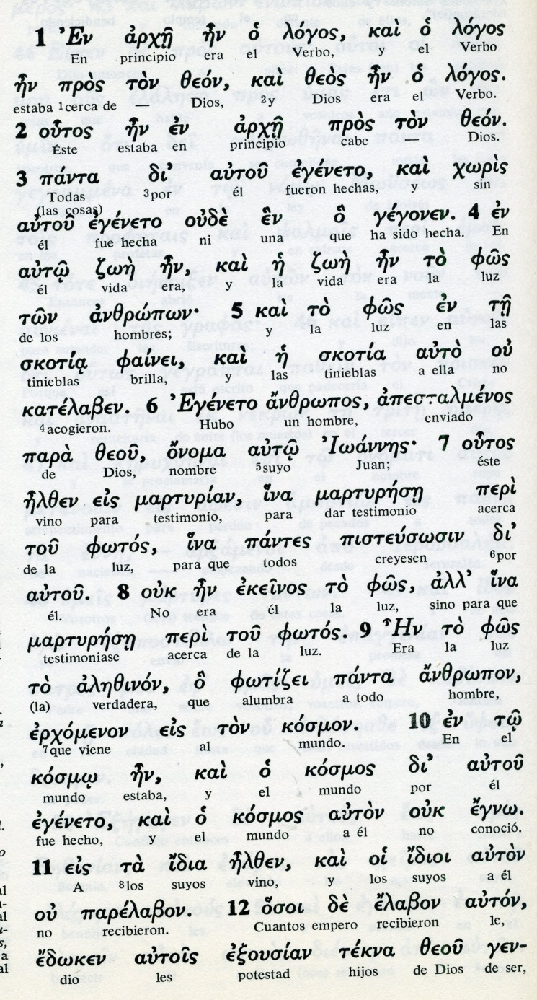 1 Ἐν ἀρχῇ ἦν ὁ λόγος, καὶ ὁ λόγος
En principio era el Verbo, y el Verbo
ἦν πρὸς τὸν θεόν, καὶ θεὸς ἦν ὁ λόγος.
estaba 1cerca de Dios, 2y Dios era el Verbo.
2 οὗτος ἦν ἐν ἀρχῇ πρὸς τὸν θεόν.
Éste estaba en principio cabe — Dios.
3 πάντα δι' αὐτοῦ ἐγένετο, καὶ χωρὶς
Todas 3por él fueron hechas, y sin
(las cosas)
αὐτοῦ ἐγένετο οὐδὲ ἓν ὃ γέγονεν. 4 ἐν
él fue hecha ni una que ha sido hecha. En
αὐτῷ ζωὴ ἦν, καὶ ἡ ζωὴ ἦν τὸ φῶς
él vida era, y la vida era la luz
τῶν ἀνθρώπων· 5 καὶ τὸ φῶς ἐν τῇ
de los hombres; y la luz en las
σκοτίᾳ φαίνει, καὶ ἡ σκοτία αὐτὸ οὐ
tinieblas brilla, y las tinieblas a ella no
κατέλαβεν. 6 Ἐγένετο ἄνθρωπος, ἀπεσταλμένος
4acogieron. Hubo un hombre, enviado
παρὰ θεοῦ, ὄνομα αὐτῷ Ἰωάννης· 7 οὗτος
de Dios, nombre 5suyo Juan; éste
ἦλθεν εἰς μαρτυρίαν, ἵνα μαρτυρήσῃ περὶ
vino para testimonio, para dar testimonio acerca
τοῦ φωτός, ἵνα πάντες πιστεύσωσιν δι'
de la luz, para que todos creyesen 6por
αὐτοῦ. 8 οὐκ ἦν ἐκεῖνος τὸ φῶς, ἀλλ' ἵνα
él. No era él la luz, sino para que
μαρτυρήσῃ περὶ τοῦ φωτός. 9 Ἦν τὸ φῶς
testimoniase acerca de la luz. Era la luz
τὸ ἀληθινόν, ὃ φωτίζει πάντα ἄνθρωπον,
(la) verdadera, que alumbra a todo hombre,
ἐρχόμενον εἰς τὸν κόσμον. 10 ἐν τῷ
7que viene al mundo. En el
κόσμῳ ἦν, καὶ ὁ κόσμος δι' αὐτοῦ
mundo estaba, y el mundo por él
ἐγένετο, καὶ ὁ κόσμος αὐτὸν οὐκ ἔγνω.
fue hecho, y el mundo a él no conoció.
11 εἰς τὰ ἴδια ἦλθεν, καὶ οἱ ἴδιοι αὐτὸν
A 8los suyos vino, y los suyos a él
οὐ παρέλαβον. 12 ὅσοι δὲ ἔλαβον αὐτόν,
no recibieron. Cuantos empero recibieron le,
ἔδωκεν αὐτοῖς ἐξουσίαν τέκνα θεοῦ γεν-
dio les potestad hijos de Dios de ser,